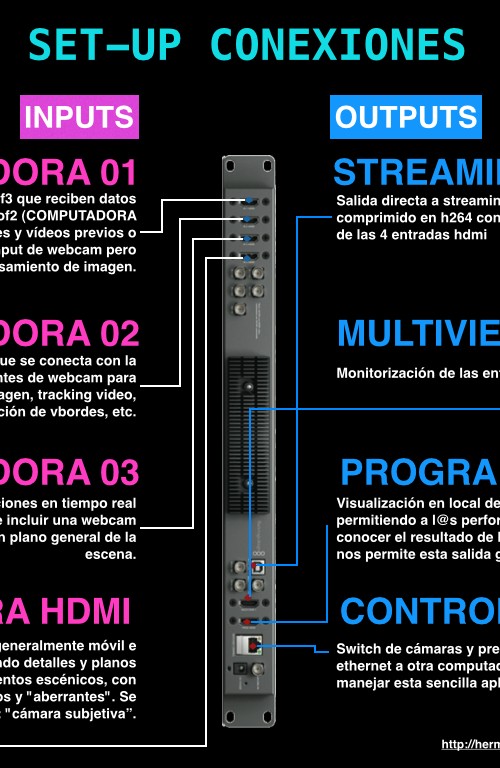 SET-UP CONEXIONES
INPUTS
DORA 01
f3 que reciben datos
of2 (COMPUTADORA
es y vídeos previos o
nput de webcam pero
samiento de imagen.
DORA 02
ue se conecta con la
ntes de webcam para
agen, tracking video,
ción de vbordes, etc.
DORA 03
ciones en tiempo real
e incluir una webcam
n plano general de la
escena.
RA HDMI
generalmente móvil e
ndo detalles y planos
entos escénicos, con
os y "aberrantes". Se
: "cámara subjetiva".
OUTPUTS
STREAMI
Salida directa a streamin
comprimido en h264 con
de las 4 entradas hdmi
MULTIVIE
Monitorización de las ent
PROGRA
Visualización en local de
permitiendo a l@s perfor
conocer el resultado de l
nos permite esta salida g
CONTROL
Switch de cámaras y pre
ethernet a otra computad
manejar esta sencilla apl
http://herm